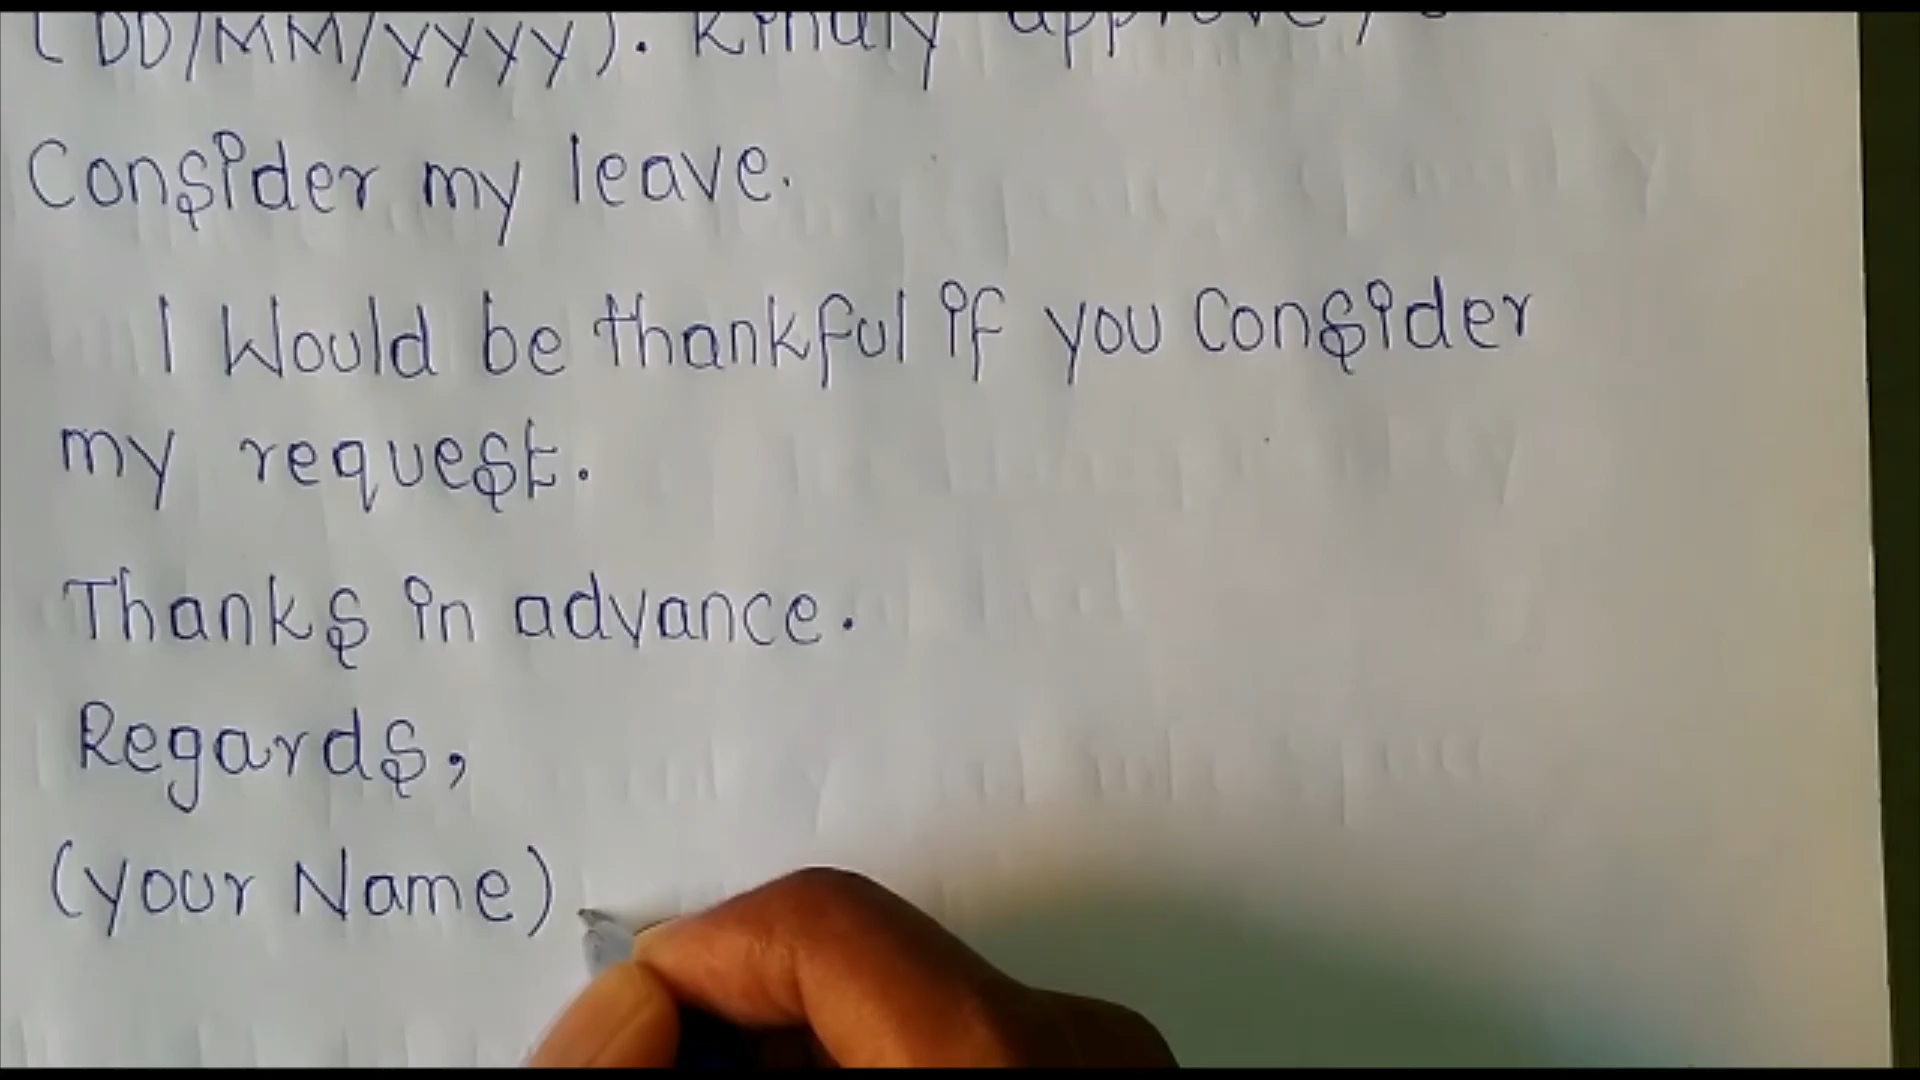 (DD/MM/YYYY). Kindly approve/
Consider my leave.
I Would be thankful if you Consider
my request.
Thanks in advance.
Regards,
(your Name)